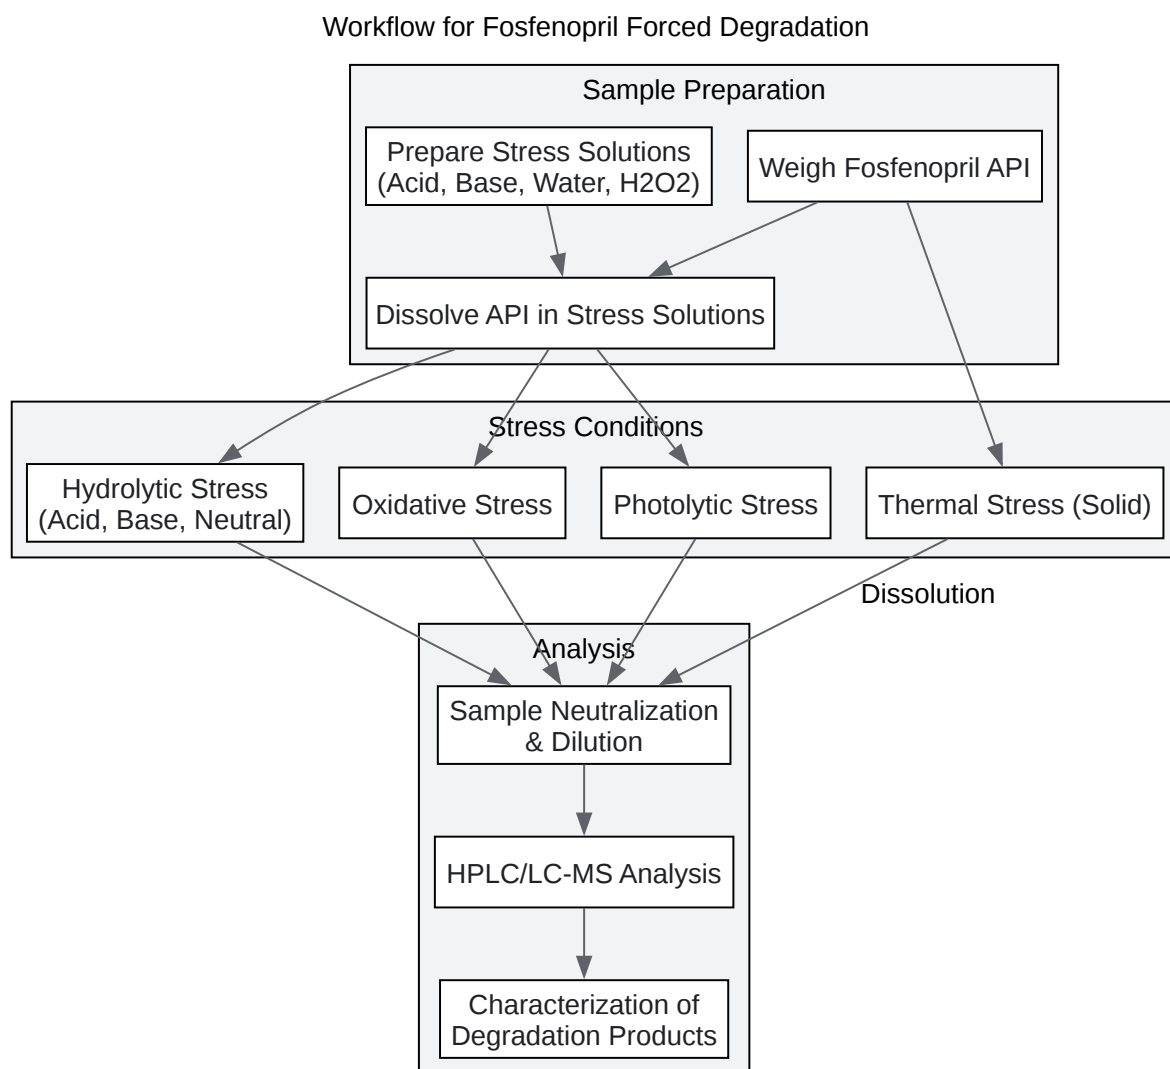 Workflow for Fosfenopril Forced Degradation
Sample Preparation
Prepare Stress Solutions
(Acid, Base, Water, H2O2)
Weigh Fosfenopril API
Dissolve API in Stress Solutions
Stress Conditions
Hydrolytic Stress
(Acid, Base, Neutral)
Oxidative Stress
Photolytic Stress
Thermal Stress (Solid)
Dissolution
Analysis
Sample Neutralization
& Dilution
HPLC/LC-MS Analysis
Characterization of
Degradation Products